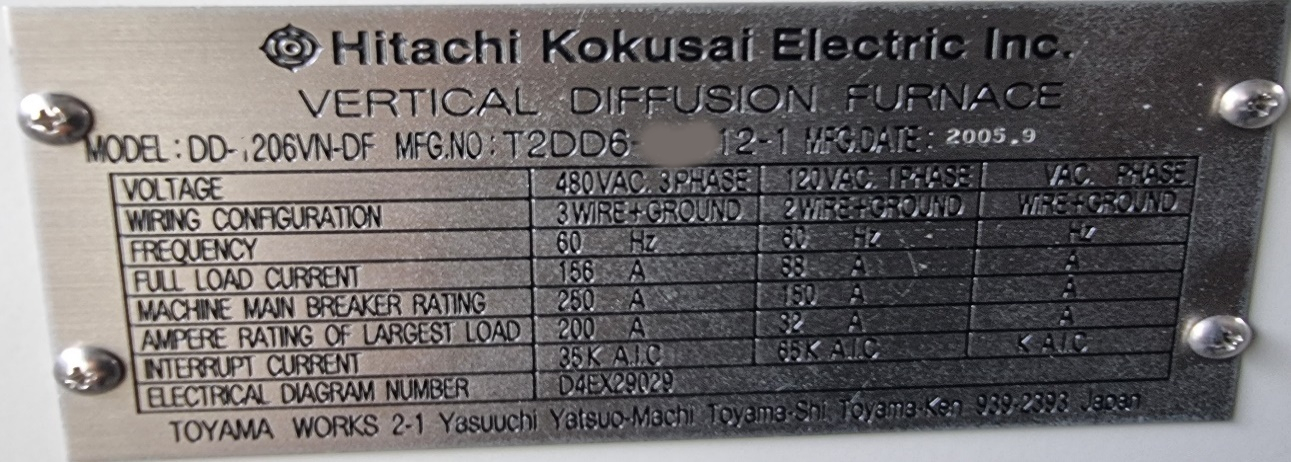 Hitachi Kokusai Electric Inc.
VERTICAL DIFFUSION FURNACE
MODEL: DD-1206VN-DF MFG.NO: T2DD6- 12-1 MFG.DATE: 2005.9
VOLTAGE 480VAC. 3PHASE 120VAC. 1PHASE VAC. PHASE
WIRING CONFIGURATION 3WIRE+GROUND 2WIRE+GROUND WIRE+GROUND
FREQUENCY 60 Hz 60 Hz Hz
FULL LOAD CURRENT 156 A 88 A A
MACHINE MAIN BREAKER RATING 250 A 150 A A
AMPERE RATING OF LARGEST LOAD 200 A 32 A A
INTERRUPT CURRENT 35K A.I.C 65K A.I.C K A.I.C
ELECTRICAL DIAGRAM NUMBER D4EX29029
TOYAMA WORKS 2-1 Yasuuchi Yatsuo-Machi Toyama-Shi Toyama-Ken 939-2393 Japan